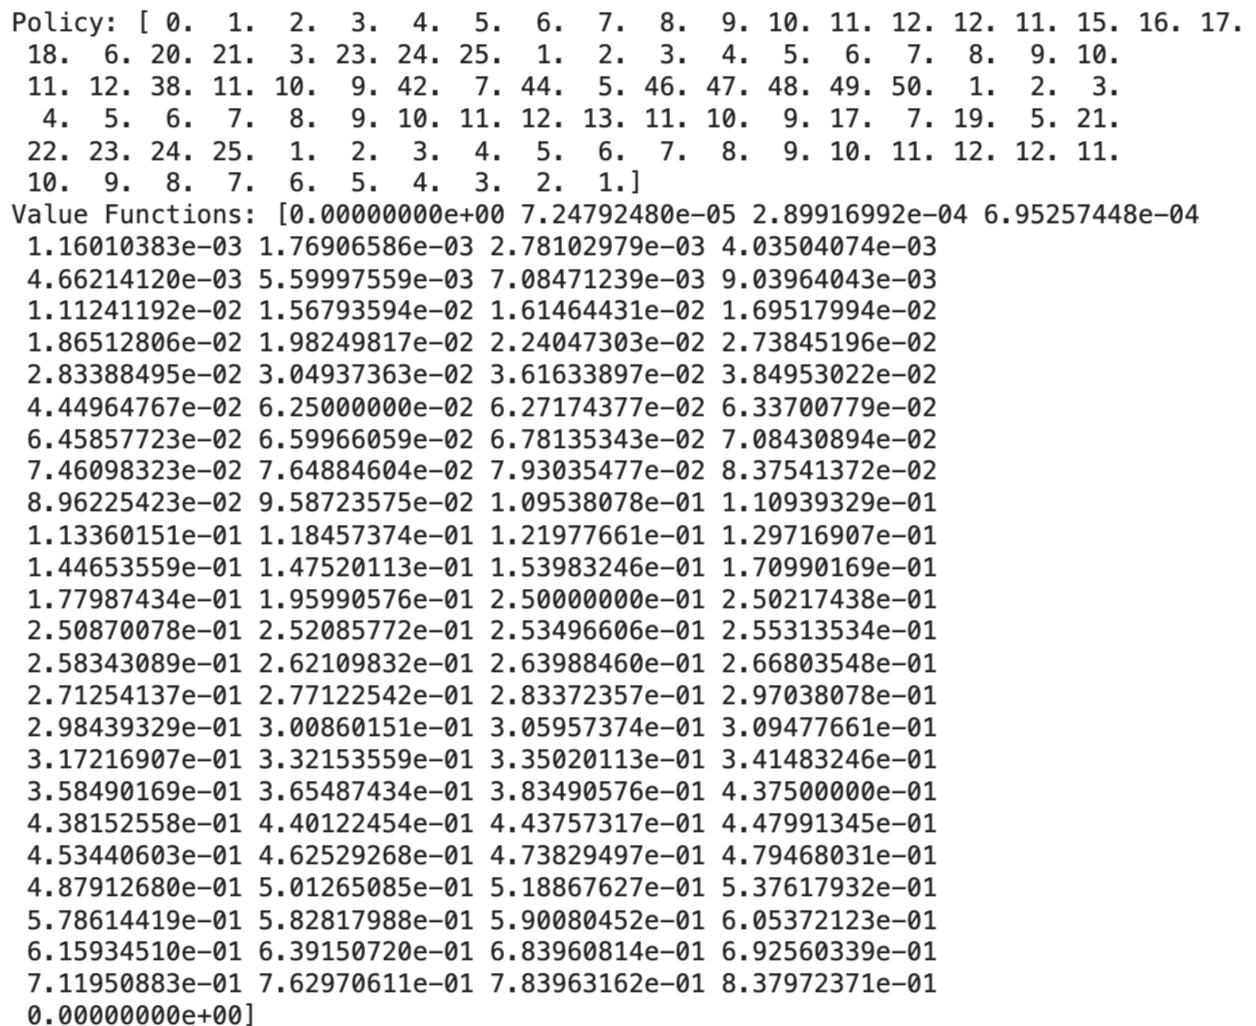 Policy: [ 0.  1.  2.  3.  4.  5.  6.  7.  8.  9. 10. 11. 12. 12. 11. 15. 16. 17.
 18.  6. 20. 21.  3. 23. 24. 25.  1.  2.  3.  4.  5.  6.  7.  8.  9. 10.
 11. 12. 38. 11. 10.  9. 42.  7. 44.  5. 46. 47. 48. 49. 50.  1.  2.  3.
  4.  5.  6.  7.  8.  9. 10. 11. 12. 13. 11. 10.  9. 17.  7. 19.  5. 21.
 22. 23. 24. 25.  1.  2.  3.  4.  5.  6.  7.  8.  9. 10. 11. 12. 12. 11.
 10.  9.  8.  7.  6.  5.  4.  3.  2.  1.]
Value Functions: [0.00000000e+00 7.24792480e-05 2.89916992e-04 6.95257448e-04
 1.16010383e-03 1.76906586e-03 2.78102979e-03 4.03504074e-03
 4.66214120e-03 5.59997559e-03 7.08471239e-03 9.03964043e-03
 1.11241192e-02 1.56793594e-02 1.61464431e-02 1.69517994e-02
 1.86512806e-02 1.98249817e-02 2.24047303e-02 2.73845196e-02
 2.83388495e-02 3.04937363e-02 3.61633897e-02 3.84953022e-02
 4.44964767e-02 6.25000000e-02 6.27174377e-02 6.33700779e-02
 6.45857723e-02 6.59966059e-02 6.78135343e-02 7.08430894e-02
 7.46098323e-02 7.64884604e-02 7.93035477e-02 8.37541372e-02
 8.96225423e-02 9.58723575e-02 1.09538078e-01 1.10939329e-01
 1.13360151e-01 1.18457374e-01 1.21977661e-01 1.29716907e-01
 1.44653559e-01 1.47520113e-01 1.53983246e-01 1.70990169e-01
 1.77987434e-01 1.95990576e-01 2.50000000e-01 2.50217438e-01
 2.50870078e-01 2.52085772e-01 2.53496606e-01 2.55313534e-01
 2.58343089e-01 2.62109832e-01 2.63988460e-01 2.66803548e-01
 2.71254137e-01 2.77122542e-01 2.83372357e-01 2.97038078e-01
 2.98439329e-01 3.00860151e-01 3.05957374e-01 3.09477661e-01
 3.17216907e-01 3.32153559e-01 3.35020113e-01 3.41483246e-01
 3.58490169e-01 3.65487434e-01 3.83490576e-01 4.37500000e-01
 4.38152558e-01 4.40122454e-01 4.43757317e-01 4.47991345e-01
 4.53440603e-01 4.62529268e-01 4.73829497e-01 4.79468031e-01
 4.87912680e-01 5.01265085e-01 5.18867627e-01 5.37617932e-01
 5.78614419e-01 5.82817988e-01 5.90080452e-01 6.05372123e-01
 6.15934510e-01 6.39150720e-01 6.83960814e-01 6.92560339e-01
 7.11950883e-01 7.62970611e-01 7.83963162e-01 8.37972371e-01
 0.00000000e+00]